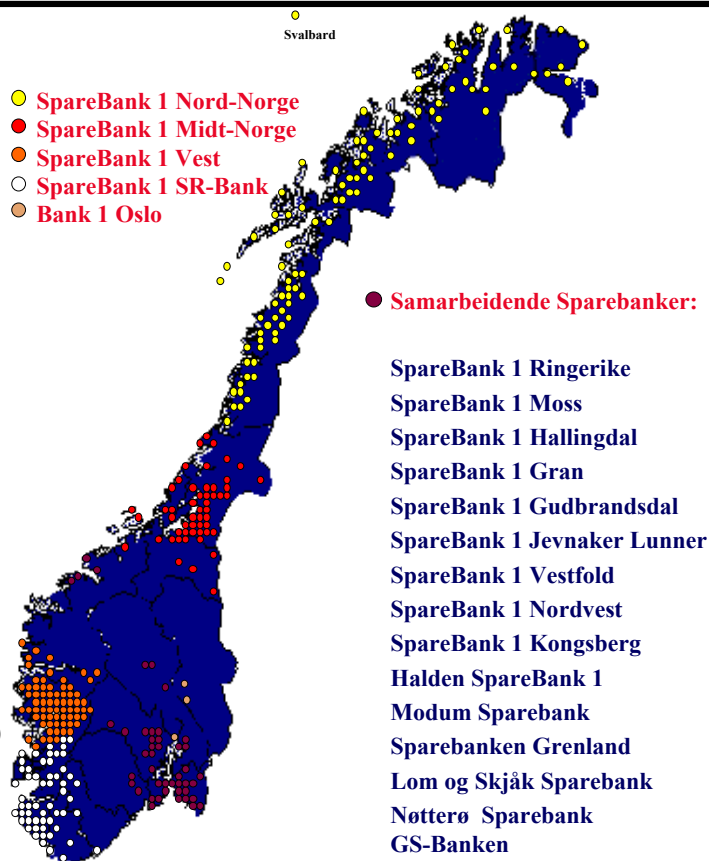 Svalbard
SpareBank 1 Nord-Norge
SpareBank 1 Midt-Norge
SpareBank 1 Vest
SpareBank 1 SR-Bank
Bank 1 Oslo
Samarbeidende Sparebanker:
SpareBank 1 Ringerike
SpareBank 1 Moss
SpareBank 1 Hallingdal
SpareBank 1 Gran
SpareBank 1 Gudbrandsdal
SpareBank 1 Jevnaker Lunner
SpareBank 1 Vestfold
SpareBank 1 Nordvest
SpareBank 1 Kongsberg
Halden SpareBank 1
Modum Sparebank
Sparebanken Grenland
Lom og Skjåk Sparebank
Nøtterø  Sparebank
GS-Banken